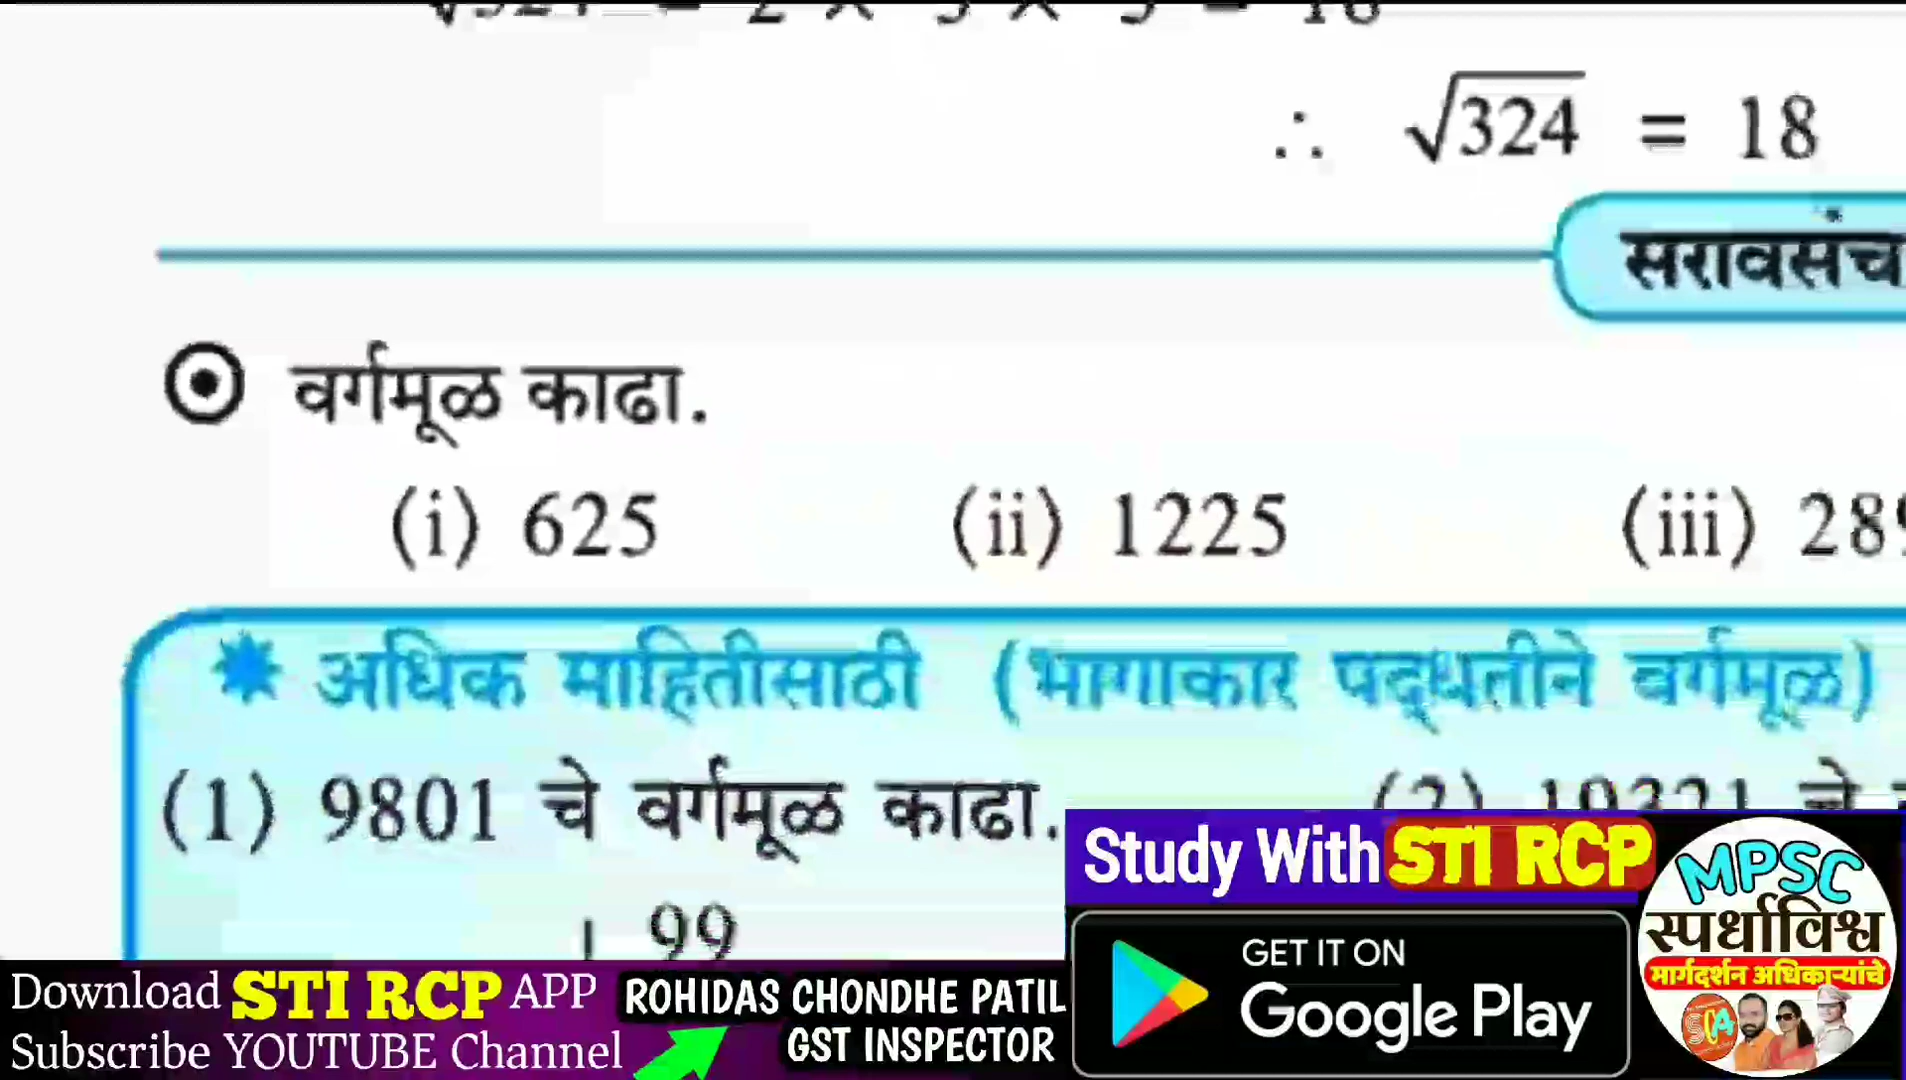 ∴ √324 = 18
सरावसंच
⊙ वर्गमूळ काढा.
(i) 625 (ii) 1225 (iii) 289
✷ अधिक माहितीसाठी (भागाकार पद्धतीने वर्गमूळ)
(1) 9801 चे वर्गमूळ काढा.
99
Study With STI RCP
MPSC
स्पर्धाविश्व
मार्गदर्शन अधिकाऱ्यांचे
GET IT ON
Google Play
Download STI RCP APP
Subscribe YOUTUBE Channel
ROHIDAS CHONDHE PATIL
GST INSPECTOR